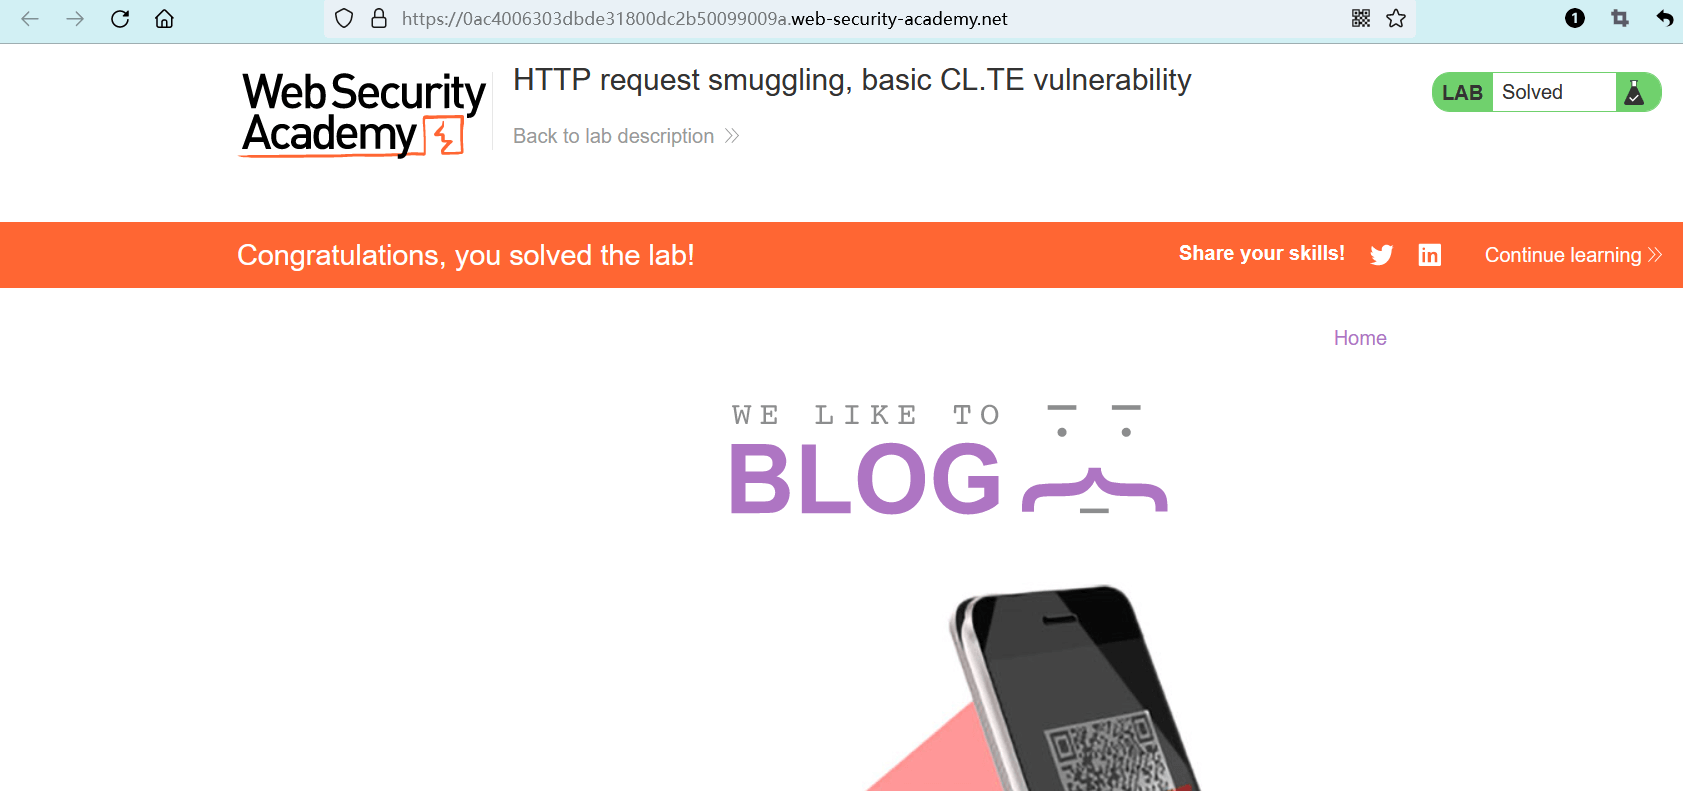 https://0ac4006303dbde31800dc2b50099009a.web-security-academy.net
1
Web Security
Academy
HTTP request smuggling, basic CL.TE vulnerability
Back to lab description
LAB Solved
Congratulations, you solved the lab!
Share your skills!
Continue learning
Home
WE LIKE TO
BLOG